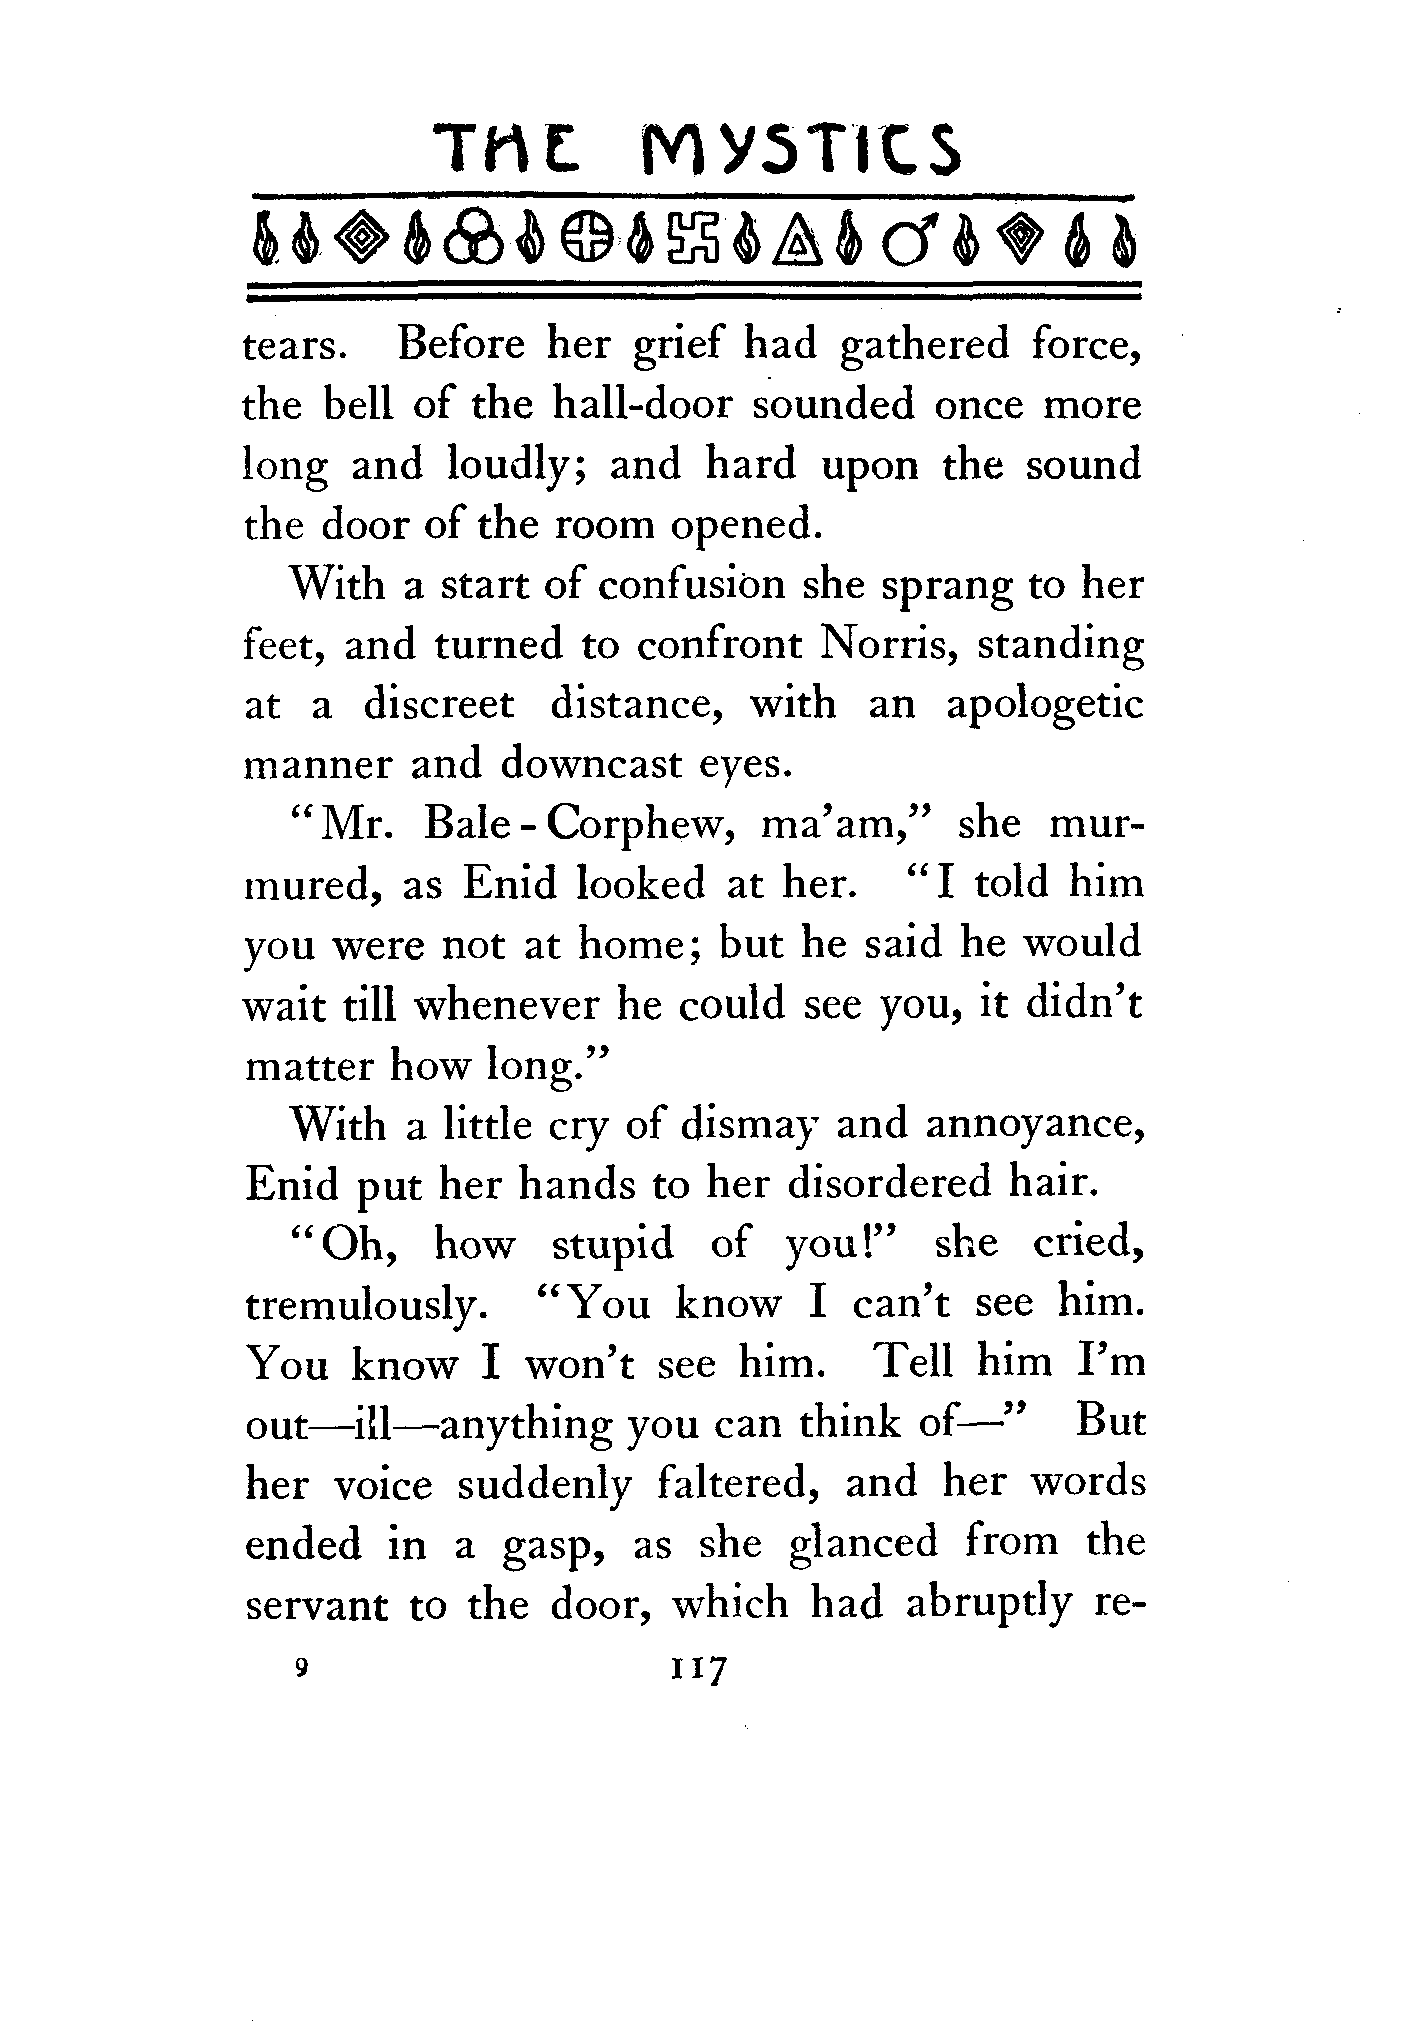 THE MYSTICS
tears. Before her grief had gathered force,
the bell of the hall-door sounded once more
long and loudly; and hard upon the sound
the door of the room opened.
With a start of confusion she sprang to her
feet, and turned to confront Norris, standing
at a discreet distance, with an apologetic
manner and downcast eyes.
“Mr. Bale-Corphew, ma’am,” she mur-
mured, as Enid looked at her. “I told him
you were not at home; but he said he would
wait till whenever he could see you, it didn’t
matter how long.”
With a little cry of dismay and annoyance,
Enid put her hands to her disordered hair.
“Oh, how stupid of you!” she cried,
tremulously. “You know I can’t see him.
You know I won’t see him. Tell him I’m
out—ill—anything you can think of—” But
her voice suddenly faltered, and her words
ended in a gasp, as she glanced from the
servant to the door, which had abruptly re-
9 117